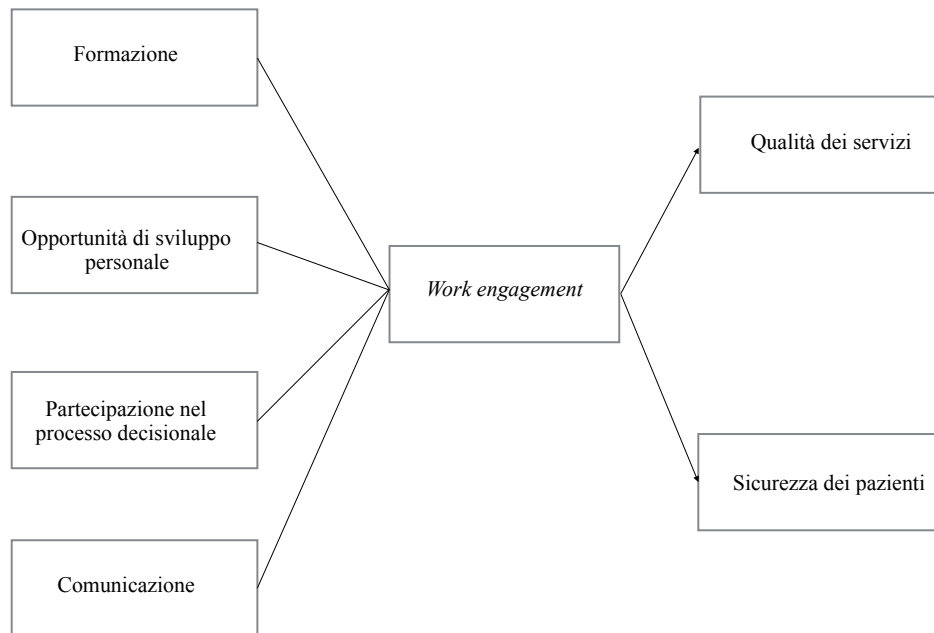 Formazione
Opportunità di sviluppo
personale
Partecipazione nel
processo decisionale
Comunicazione
Work engagement
Qualità dei servizi
Sicurezza dei pazienti